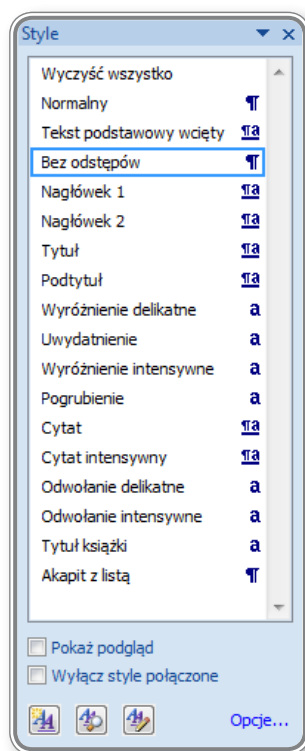 Style
Wyczyść wszystko
Normalny ¶
Tekst podstawowy wcięty ¶a
Bez odstępów ¶
Nagłówek 1 ¶a
Nagłówek 2 ¶a
Tytuł ¶a
Podtytuł ¶a
Wyróżnienie delikatne a
Uwydatnienie a
Wyróżnienie intensywne a
Pogrubienie a
Cytat ¶a
Cytat intensywny ¶a
Odwołanie delikatne a
Odwołanie intensywne a
Tytuł książki a
Akapit z listą ¶
Pokaż podgląd
Wyłącz style połączone
Opcje...